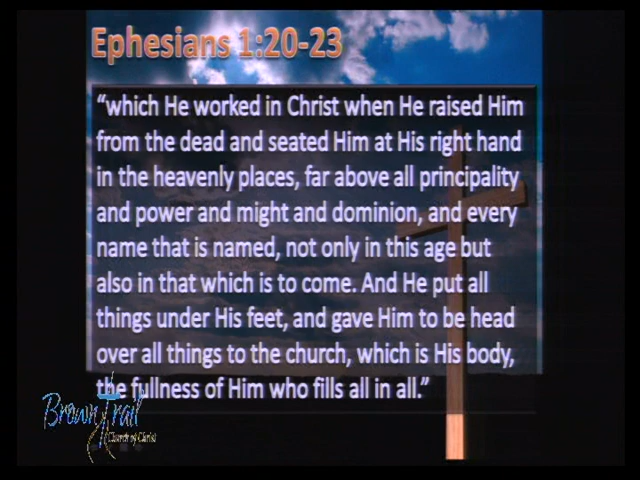 Ephesians 1:20-23
“which He worked in Christ when He raised Him
from the dead and seated Him at His right hand
in the heavenly places, far above all principality
and power and might and dominion, and every
name that is named, not only in this age but
also in that which is to come. And He put all
things under His feet, and gave Him to be head
over all things to the church, which is His body,
the fullness of Him who fills all in all.”
Brown Trail
Church of Christ